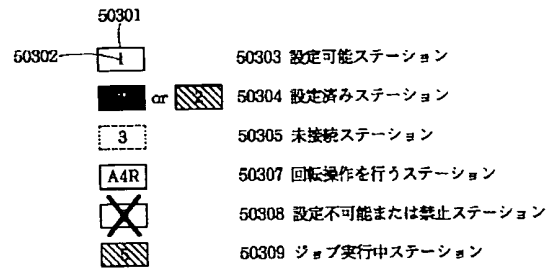 50301
50302 1 50303 設定可能ステーション
or 2 50304 設定済みステーション
3 50305 未接続ステーション
A4R 50307 回転操作を行うステーション
50308 設定不可能または禁止ステーション
5 50309 ジョブ実行中ステーション